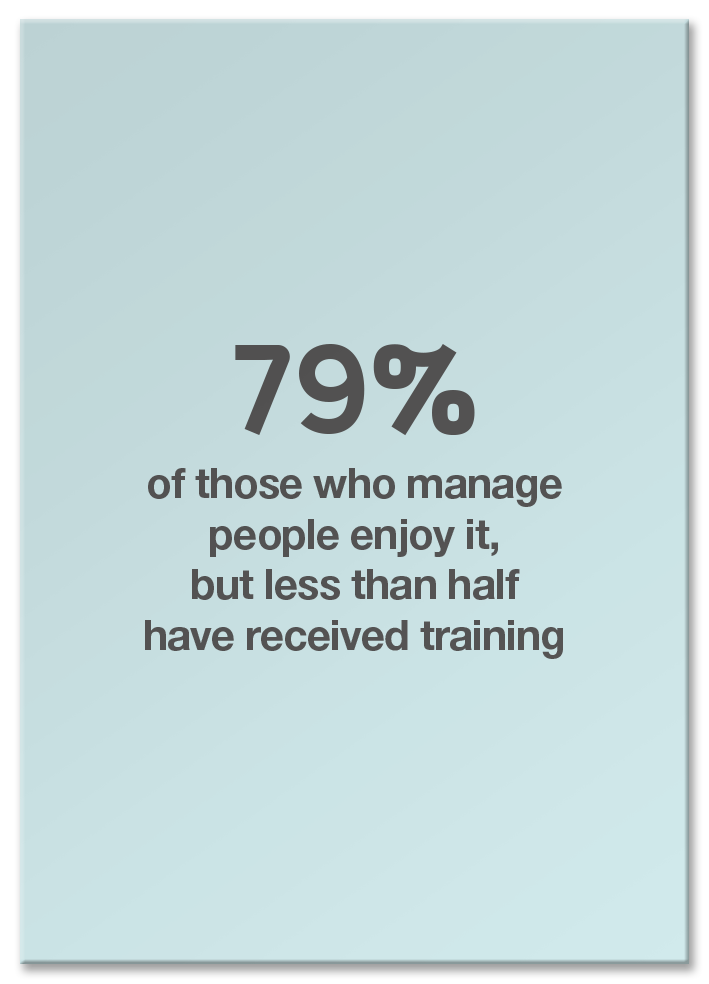 79%
of those who manage
people enjoy it,
but less than half
have received training